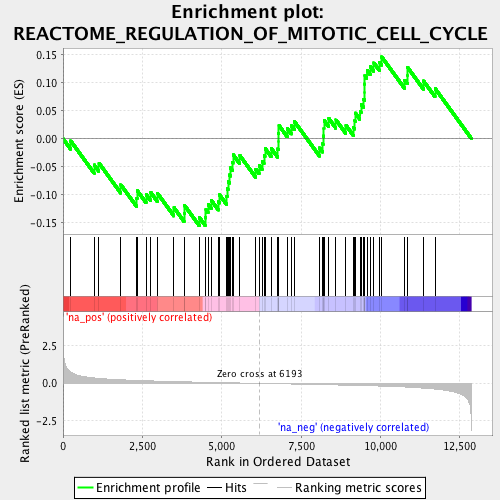 Enrichment plot:
REACTOME_REGULATION_OF_MITOTIC_CELL_CYCLE
Enrichment score (ES)
0.15
0.10
0.05
0.00
-0.05
-0.10
-0.15
'na_pos' (positively correlated)
Ranked list metric (PreRanked)
2.5
0.0
-2.5
Zero cross at 6193
'na_neg' (negatively correlated)
0
2,500
5,000
7,500
10,000
12,500
Rank in Ordered Dataset
Enrichment profile
Hits
Ranking metric scores